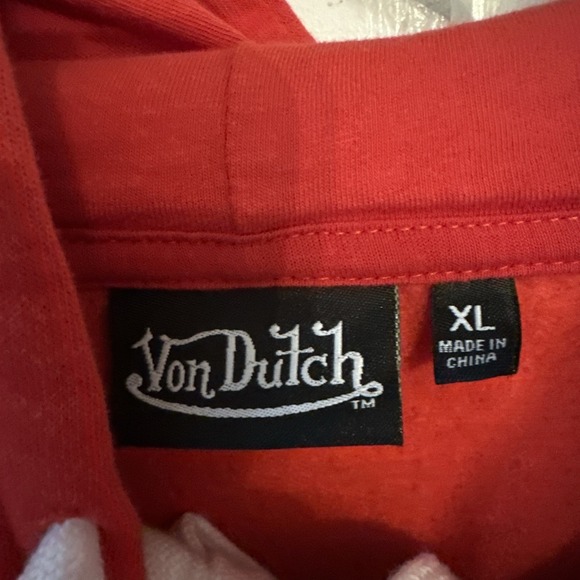 Von Dutch
TM
XL
MADE IN
CHINA